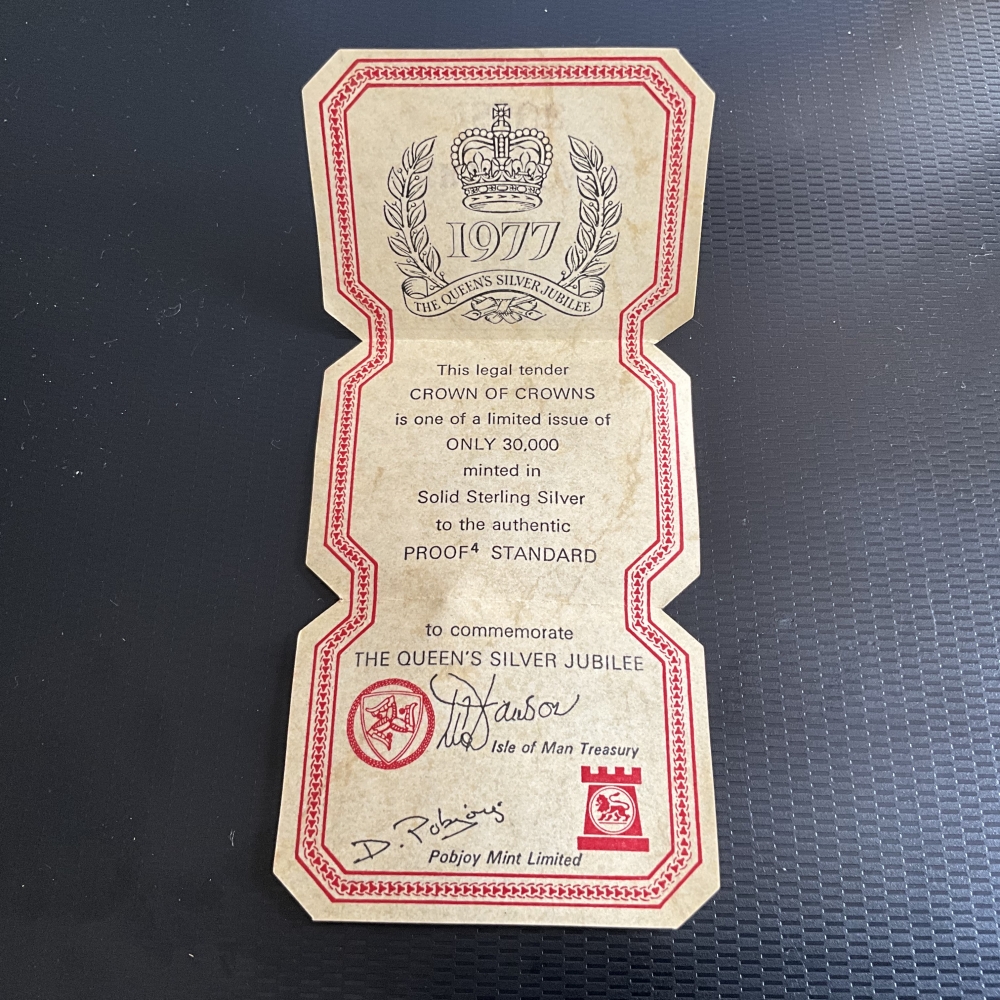 1977
THE QUEEN'S SILVER JUBILEE
This legal tender
CROWN OF CROWNS
is one of a limited issue of
ONLY 30,000
minted in
Solid Sterling Silver
to the authentic
PROOF⁴ STANDARD
to commemorate
THE QUEEN'S SILVER JUBILEE
Isle of Man Treasury
D. Pobjoy
Pobjoy Mint Limited